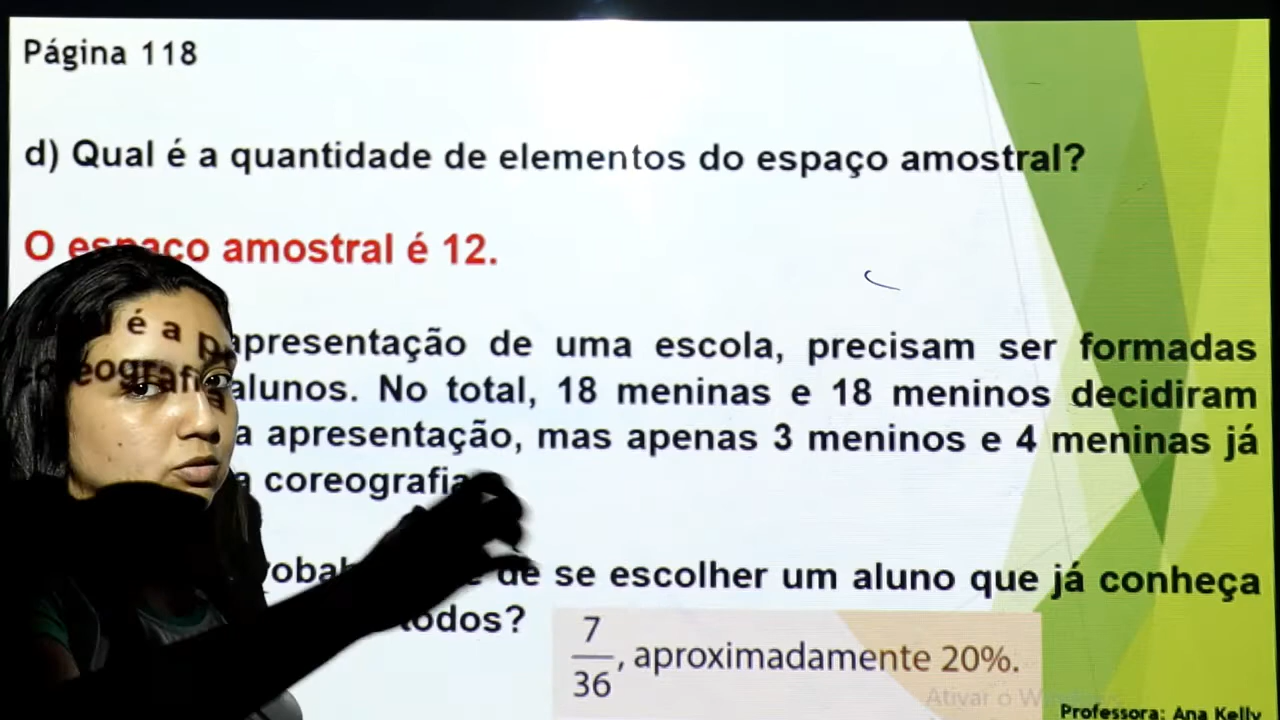 Página 118
d) Qual é a quantidade de elementos do espaço amostral?
O espaço amostral é 12.
é a p
apresentação de uma escola, precisam ser formadas
eografi
alunos. No total, 18 meninas e 18 meninos decidiram
a apresentação, mas apenas 3 meninos e 4 meninas já
a coreografia
de se escolher um aluno que já conheça
todos?
7
36
, aproximadamente 20%.
Ativar o W
Professora: Ana Kelly